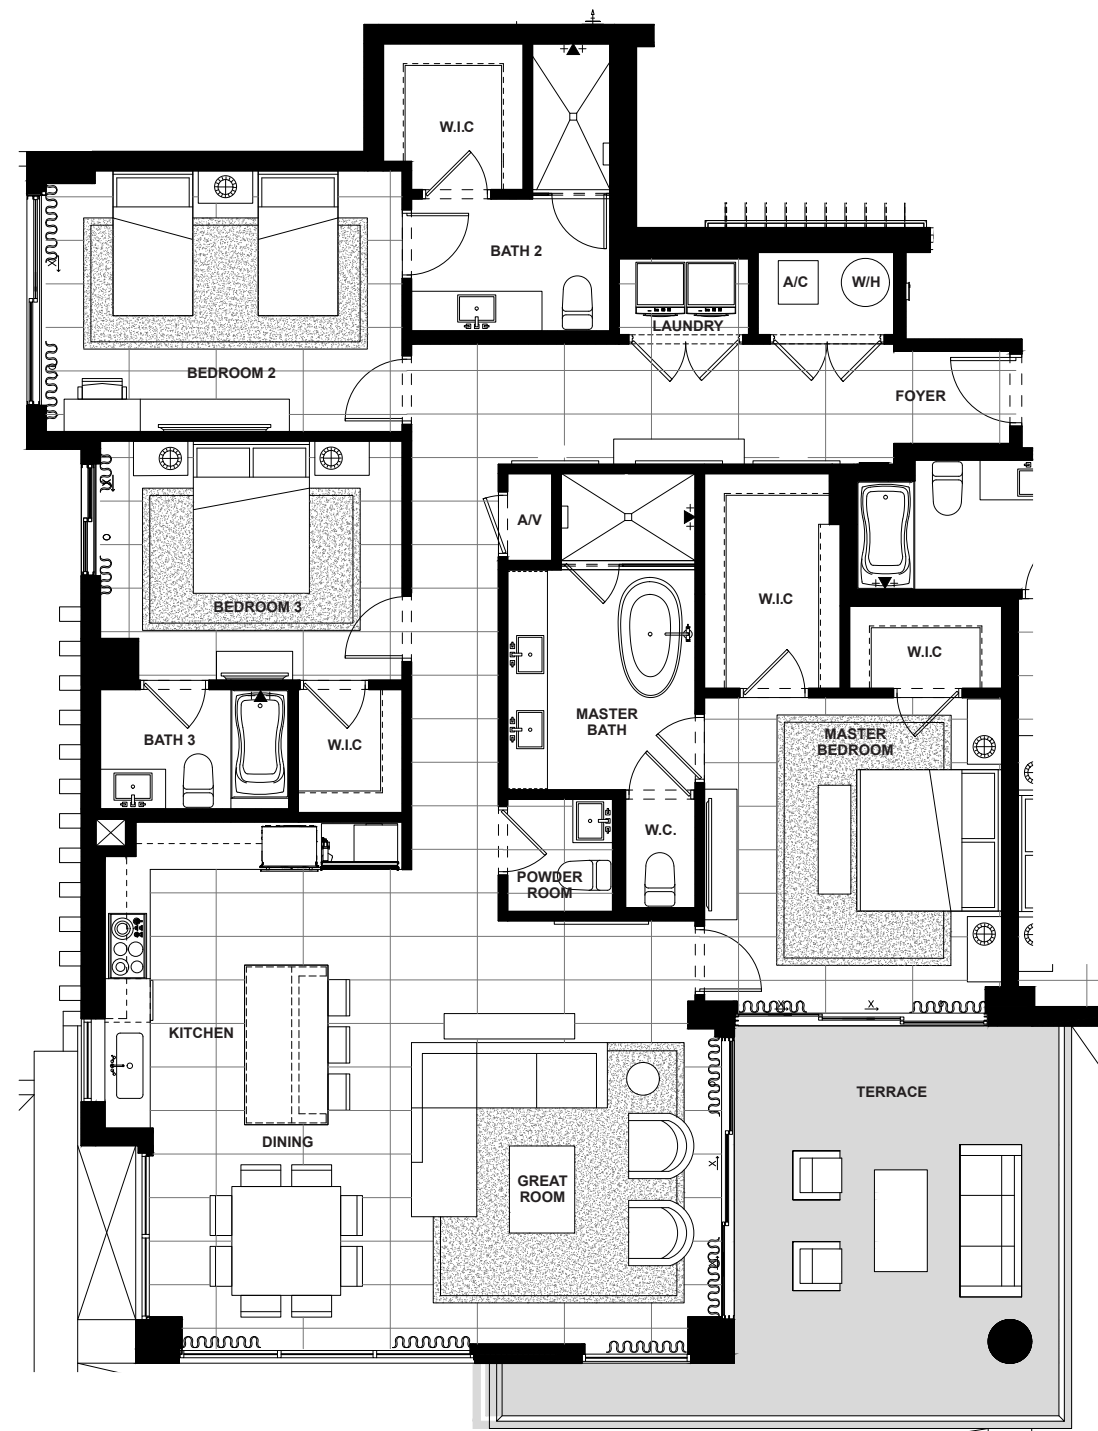 W.I.C
BATH 2
A/C
W/H
LAUNDRY
BEDROOM 2
FOYER
A/V
W.I.C
BEDROOM 3
W.I.C
MASTER
BATH
MASTER
BEDROOM
BATH 3
W.I.C
W.C.
POWDER
ROOM
KITCHEN
TERRACE
DINING
GREAT
ROOM